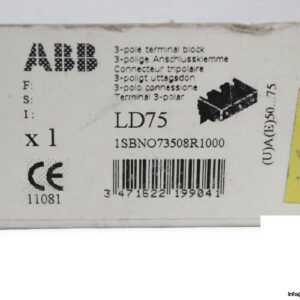 ABB
3-pole terminal block
3-polige Anschlussklemme
Connecteur tripolaire
3-poligt uttagsdon
3-polo connessione
Terminal 3-polar
F:
S:
I:
x 1
LD75
1SBNO73508R1000
(U)A(E)50...75
CE
11081
3 471522 199041